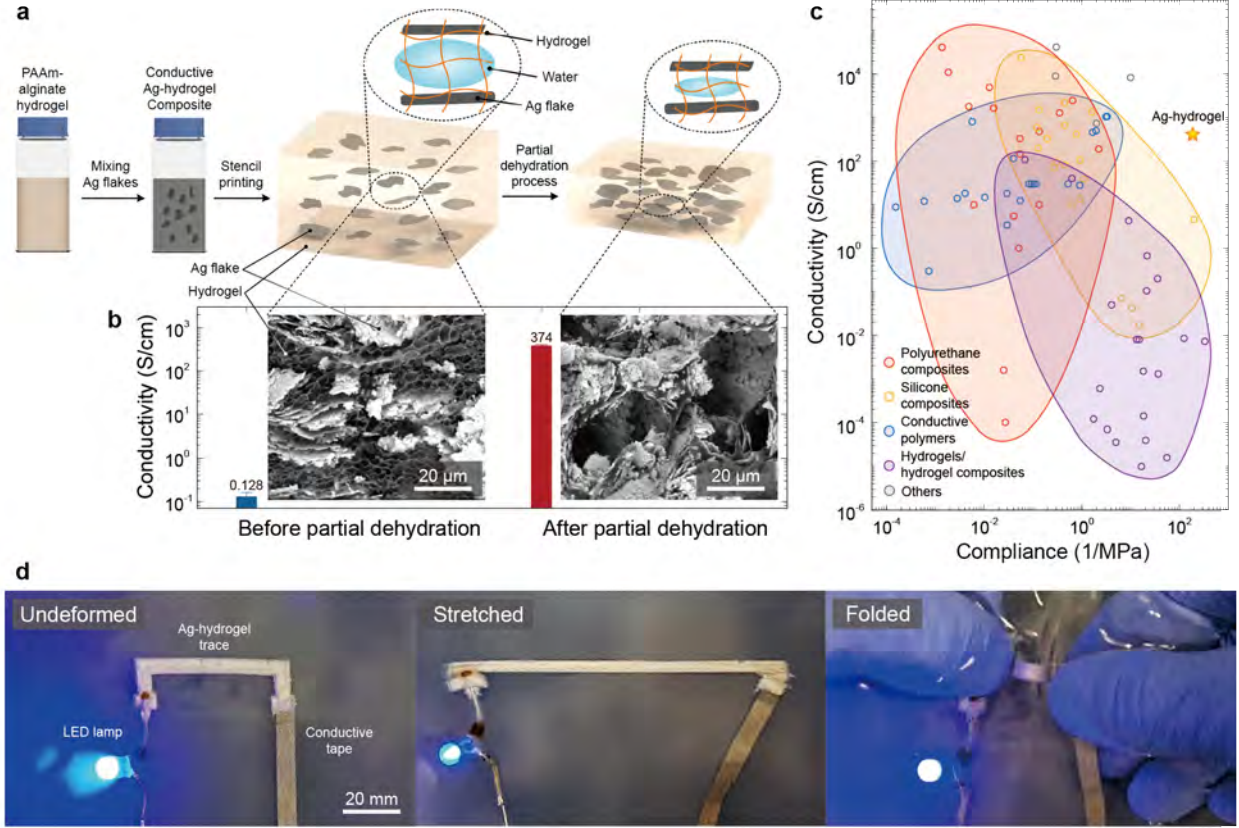 a
PAAm-
alginate
hydrogel
Conductive
Ag-hydrogel
Composite
Mixing
Ag flakes
Stencil
printing
Hydrogel
Water
Ag flake
Partial
dehydration
process
Ag flake
Hydrogel
b
Conductivity (S/cm)
10³
10²
10¹
10⁰
10⁻¹
0.128
20 µm
Before partial dehydration
374
20 µm
After partial dehydration
c
Conductivity (S/cm)
10⁴
10²
10⁰
10⁻²
10⁻⁴
10⁻⁶
Ag-hydrogel
Polyurethane
composites
Silicone
composites
Conductive
polymers
Hydrogels/
hydrogel composites
Others
10⁻⁴
10⁻²
10⁰
10²
Compliance (1/MPa)
d
Undeformed
Ag-hydrogel
trace
LED lamp
Conductive
tape
20 mm
Stretched
Folded